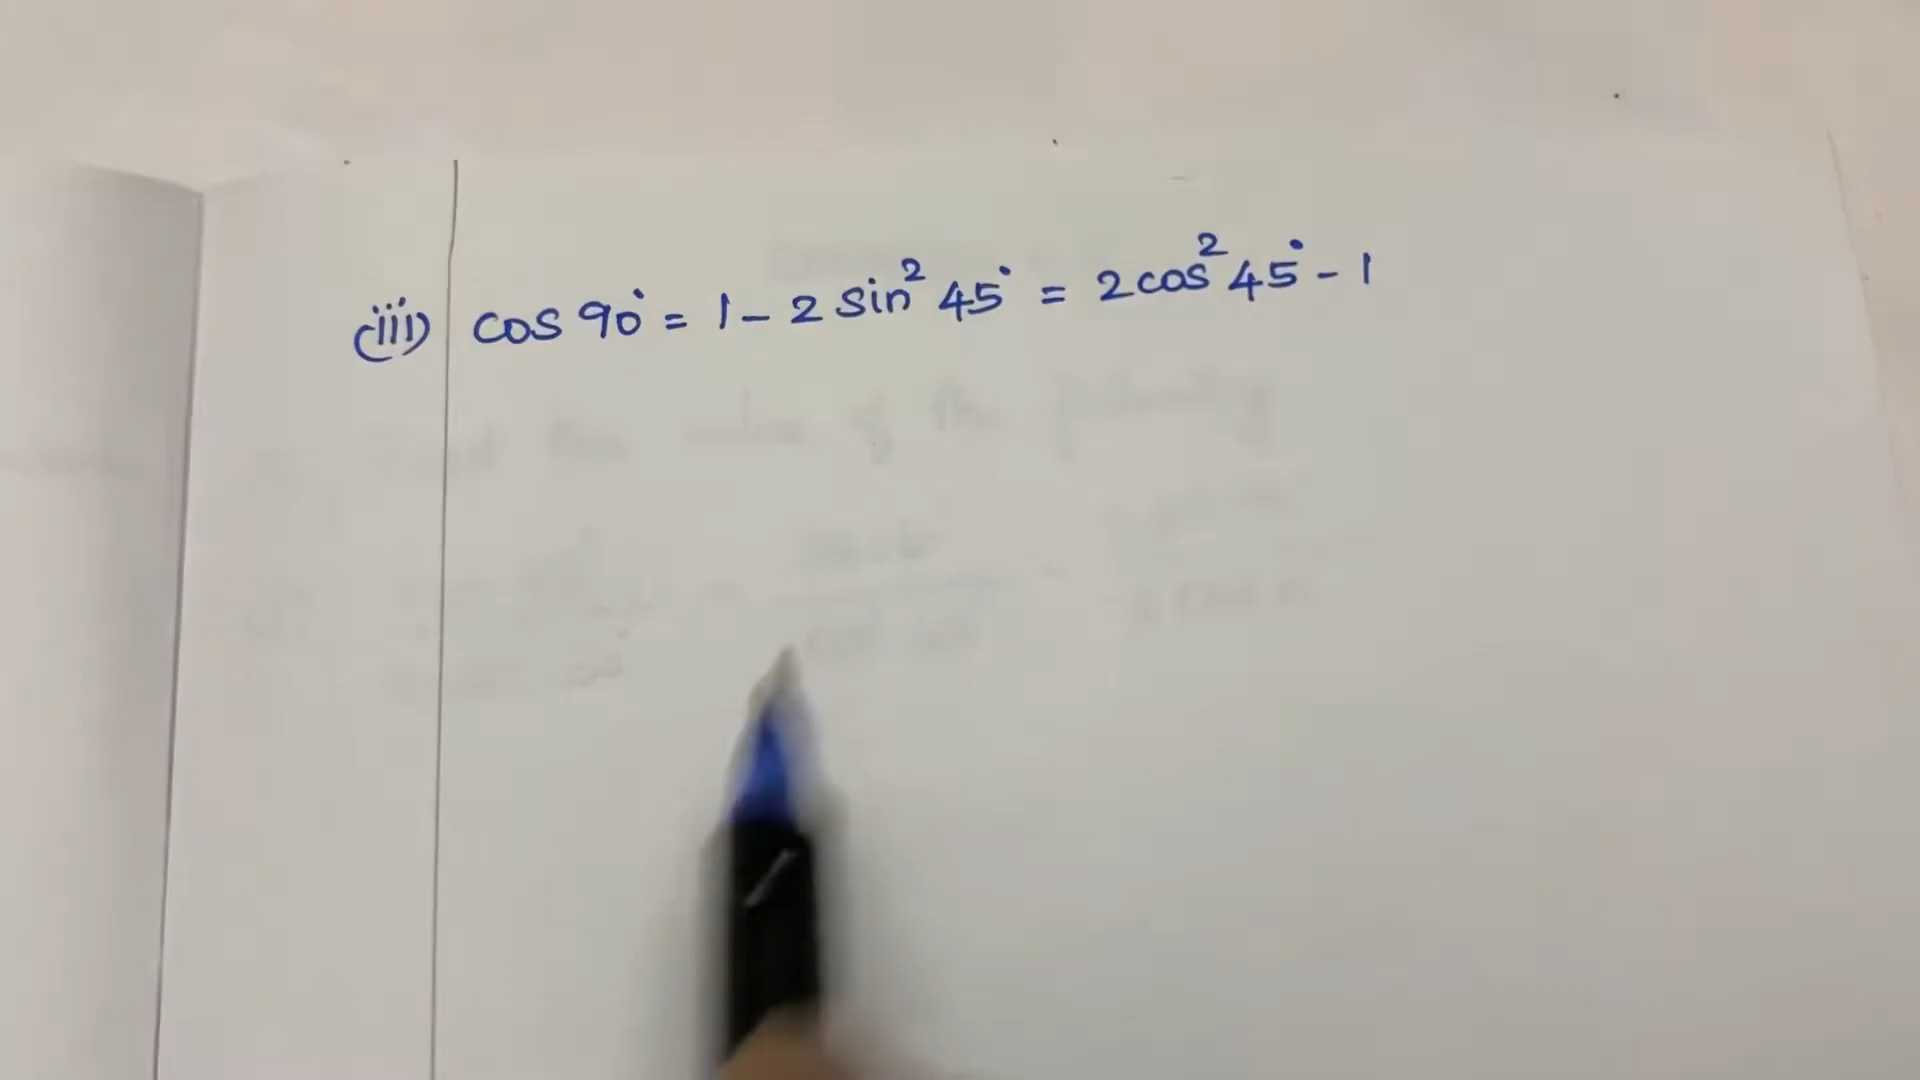 (iii) cos 90° = 1 - 2 sin² 45° = 2 cos² 45° - 1